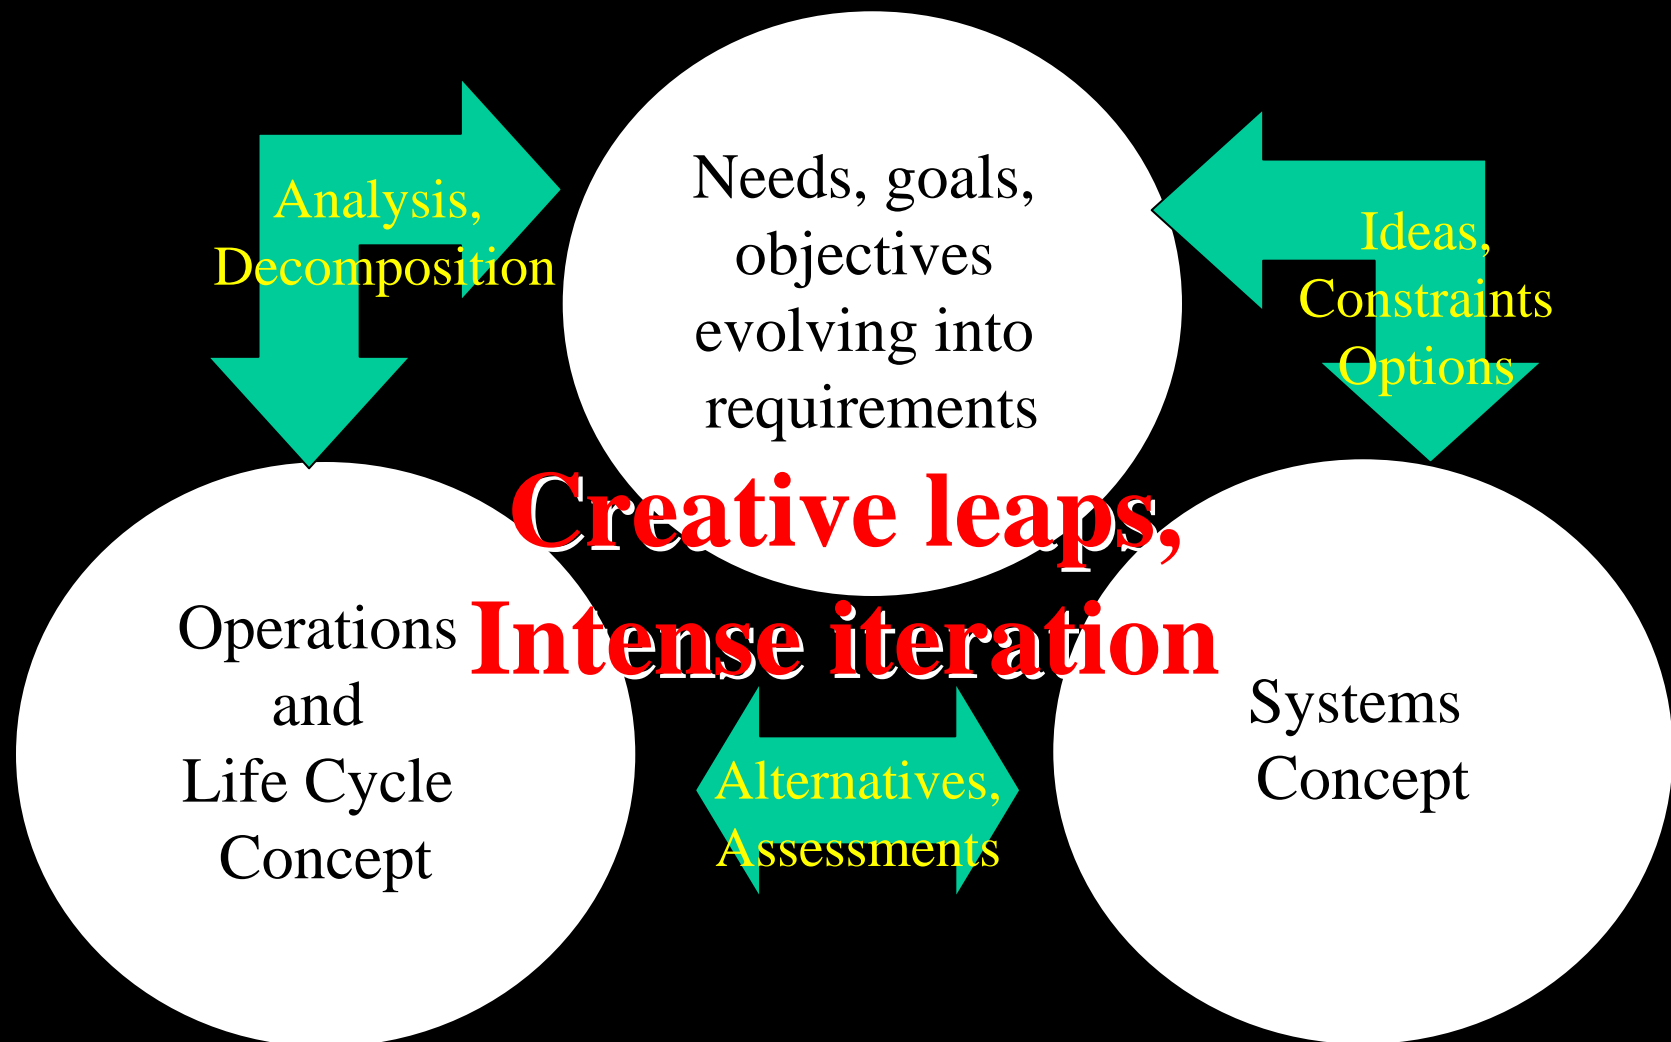 Needs, goals,
objectives
evolving into
requirements
Analysis,
Decomposition
Ideas,
Constraints
Options
Creative leaps,
Intense iteration
Operations
and
Life Cycle
Concept
Systems
Concept
Alternatives,
Assessments